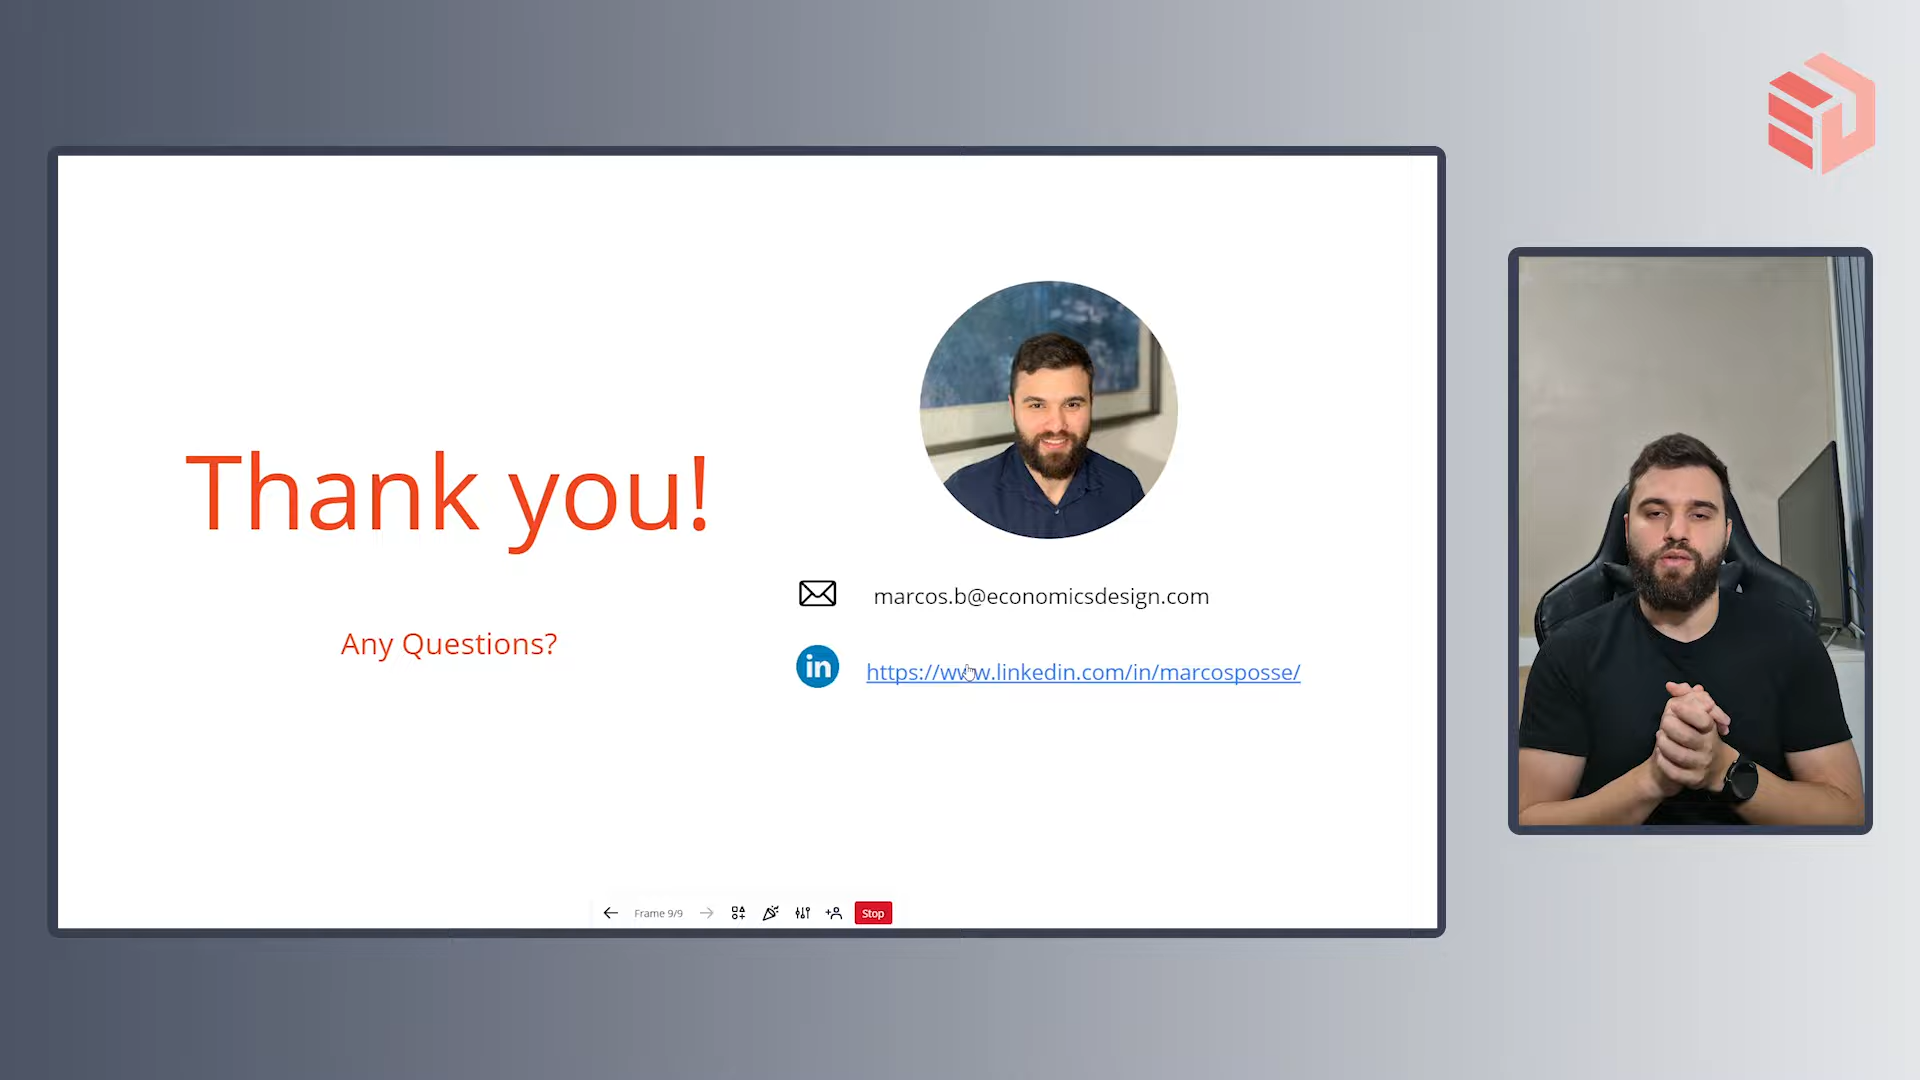 Thank you!
Any Questions?
marcos.b@economicsdesign.com
in
https://www.linkedin.com/in/marcosposse/
Frame 9/9
Stop